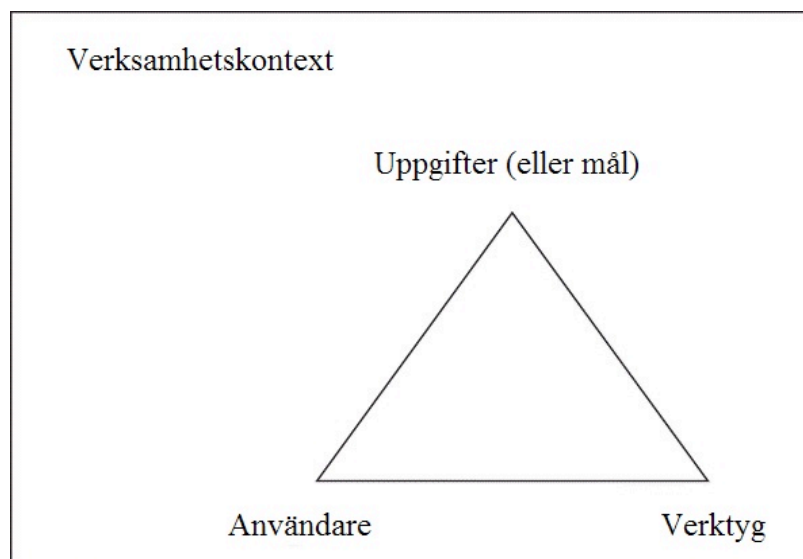 Verksamhetskontext
Uppgifter (eller mål)
Användare Verktyg